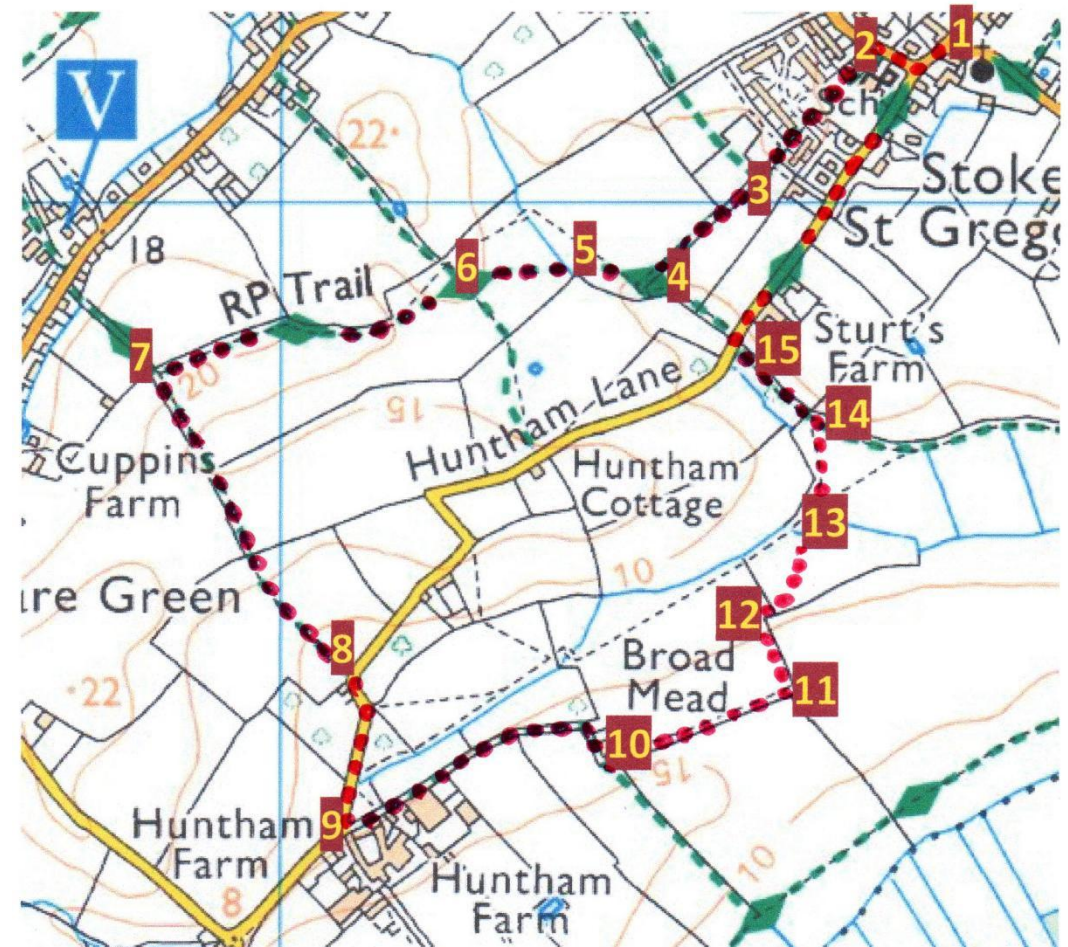 1
2
V
22
Sch
3
Stoke
St Greg
18
5
6
4
RP Trail
7
15
Sturt's
Farm
20
15
14
Huntham Lane
Cuppins
Farm
Huntham
Cottage
13
10
re Green
12
8
Broad
Mead
11
22
10
15
9
Huntham
Farm
10
Huntham
Farm
8